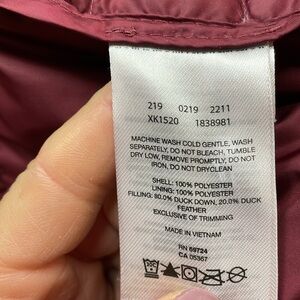 219 0219 2211
XK1520 1838981
MACHINE WASH COLD GENTLE, WASH
SEPARATELY, DO NOT BLEACH, TUMBLE
DRY LOW, REMOVE PROMPTLY, DO NOT
IRON, DO NOT DRYCLEAN
SHELL: 100% POLYESTER
LINING: 100% POLYESTER
FILLING: 80.0% DUCK DOWN, 20.0% DUCK
FEATHER
EXCLUSIVE OF TRIMMING
MADE IN VIETNAM
RN 69724
CA 05367